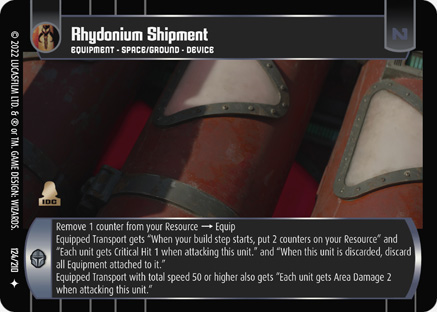 Rhydonium Shipment
EQUIPMENT · SPACE/GROUND · DEVICE
N
© 2022 LUCASFILM LTD. & ® or TM. GAME DESIGN: WIZARDS.
124/210
IDC
Remove 1 counter from your Resource → Equip
Equipped Transport gets "When your build step starts, put 2 counters on your Resource" and
"Each unit gets Critical Hit 1 when attacking this unit." and "When this unit is discarded, discard
all Equipment attached to it."
Equipped Transport with total speed 50 or higher also gets "Each unit gets Area Damage 2
when attacking this unit."